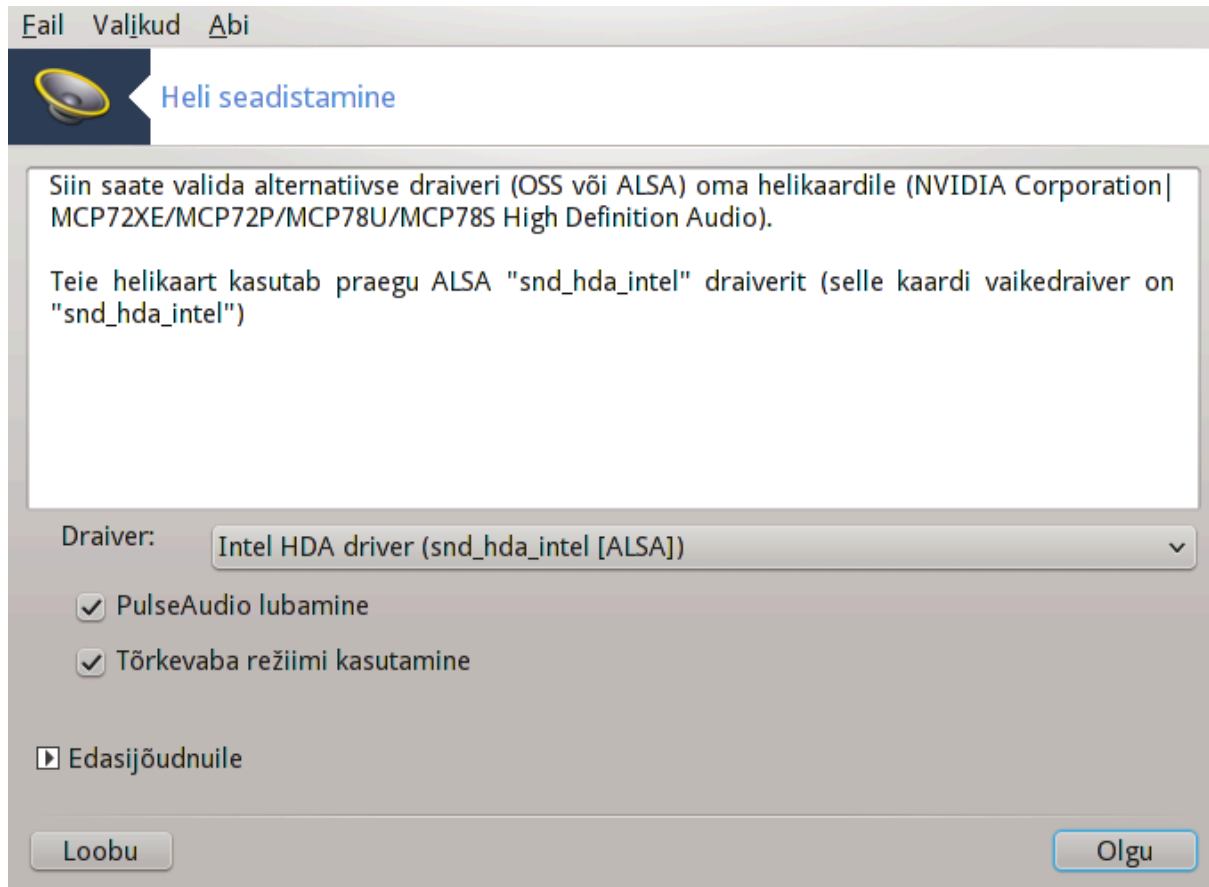 Fail Valikud Abi
Heli seadistamine
Siin saate valida alternatiivse draiveri (OSS või ALSA) oma helikaardile (NVIDIA Corporation|
MCP72XE/MCP72P/MCP78U/MCP78S High Definition Audio).
Teie helikaart kasutab praegu ALSA "snd_hda_intel" draiverit (selle kaardi vaikedraiver on
"snd_hda_intel")
Draiver: Intel HDA driver (snd_hda_intel [ALSA])
PulseAudio lubamine
Tõrkevaba režiimi kasutamine
Edasijõudnuile
Loobu Olgu